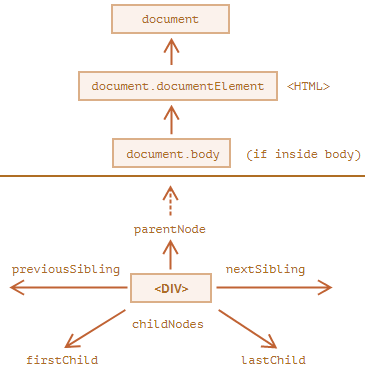 document
document.documentElement <HTML>
document.body (if inside body)
parentNode
previousSibling nextSibling
<DIV>
childNodes
firstChild lastChild